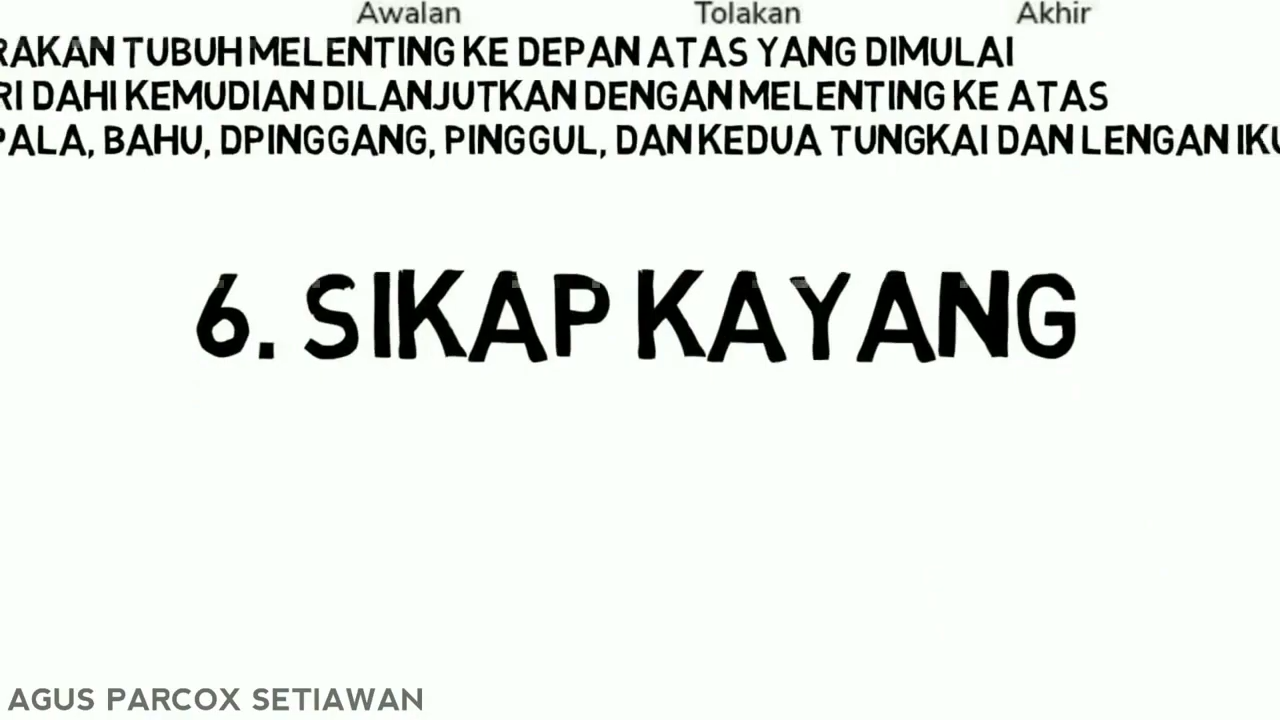 Awalan Tolakan Akhir
RAKAN TUBUH MELENTING KE DEPAN ATAS YANG DIMULAI
RI DAHI KEMUDIAN DILANJUTKAN DENGAN MELENTING KE ATAS
PALA, BAHU, DPINGGANG, PINGGUL, DAN KEDUA TUNGKAI DAN LENGAN IKU
6. SIKAP KAYANG
AGUS PARCOX SETIAWAN